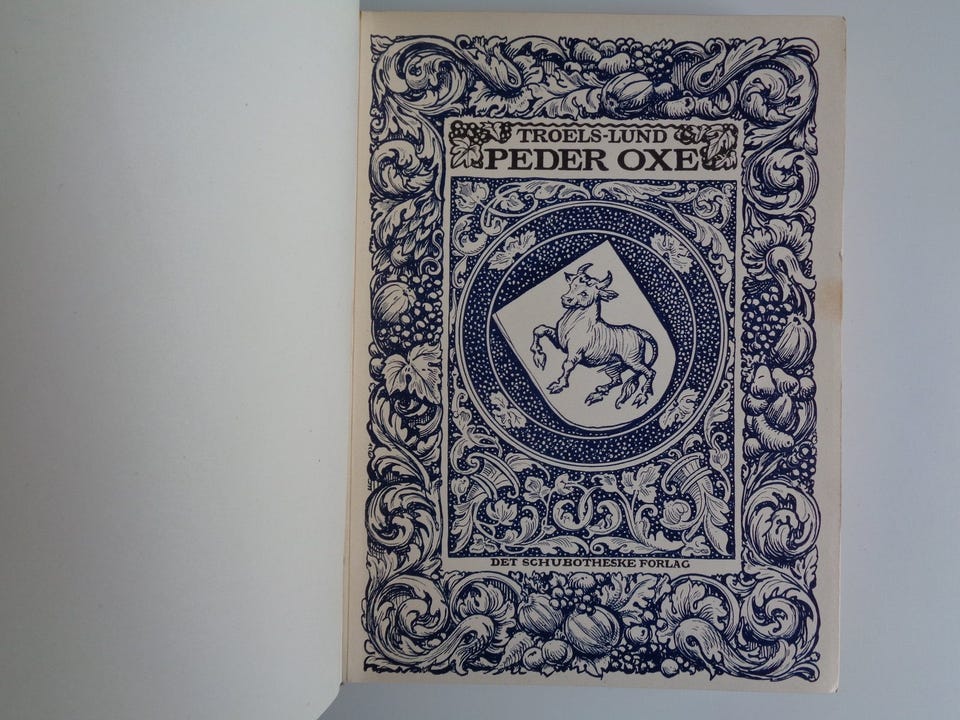 TROELS-LUND
PEDER OXE
DET SCHUBOTHESKE FORLAG